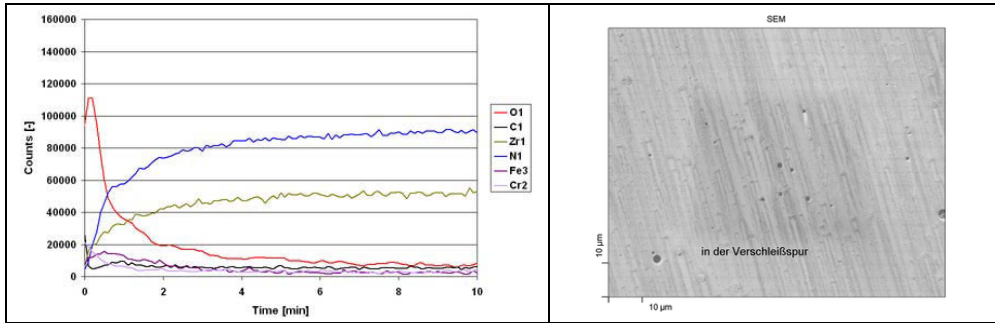 160000
140000
120000
100000
80000
60000
40000
20000
0
Counts [-]
0 2 4 6 8 10
Time [min]
O1
C1
Zr1
N1
Fe3
Cr2
SEM
in der Verschleißspur
10 µm
10 µm